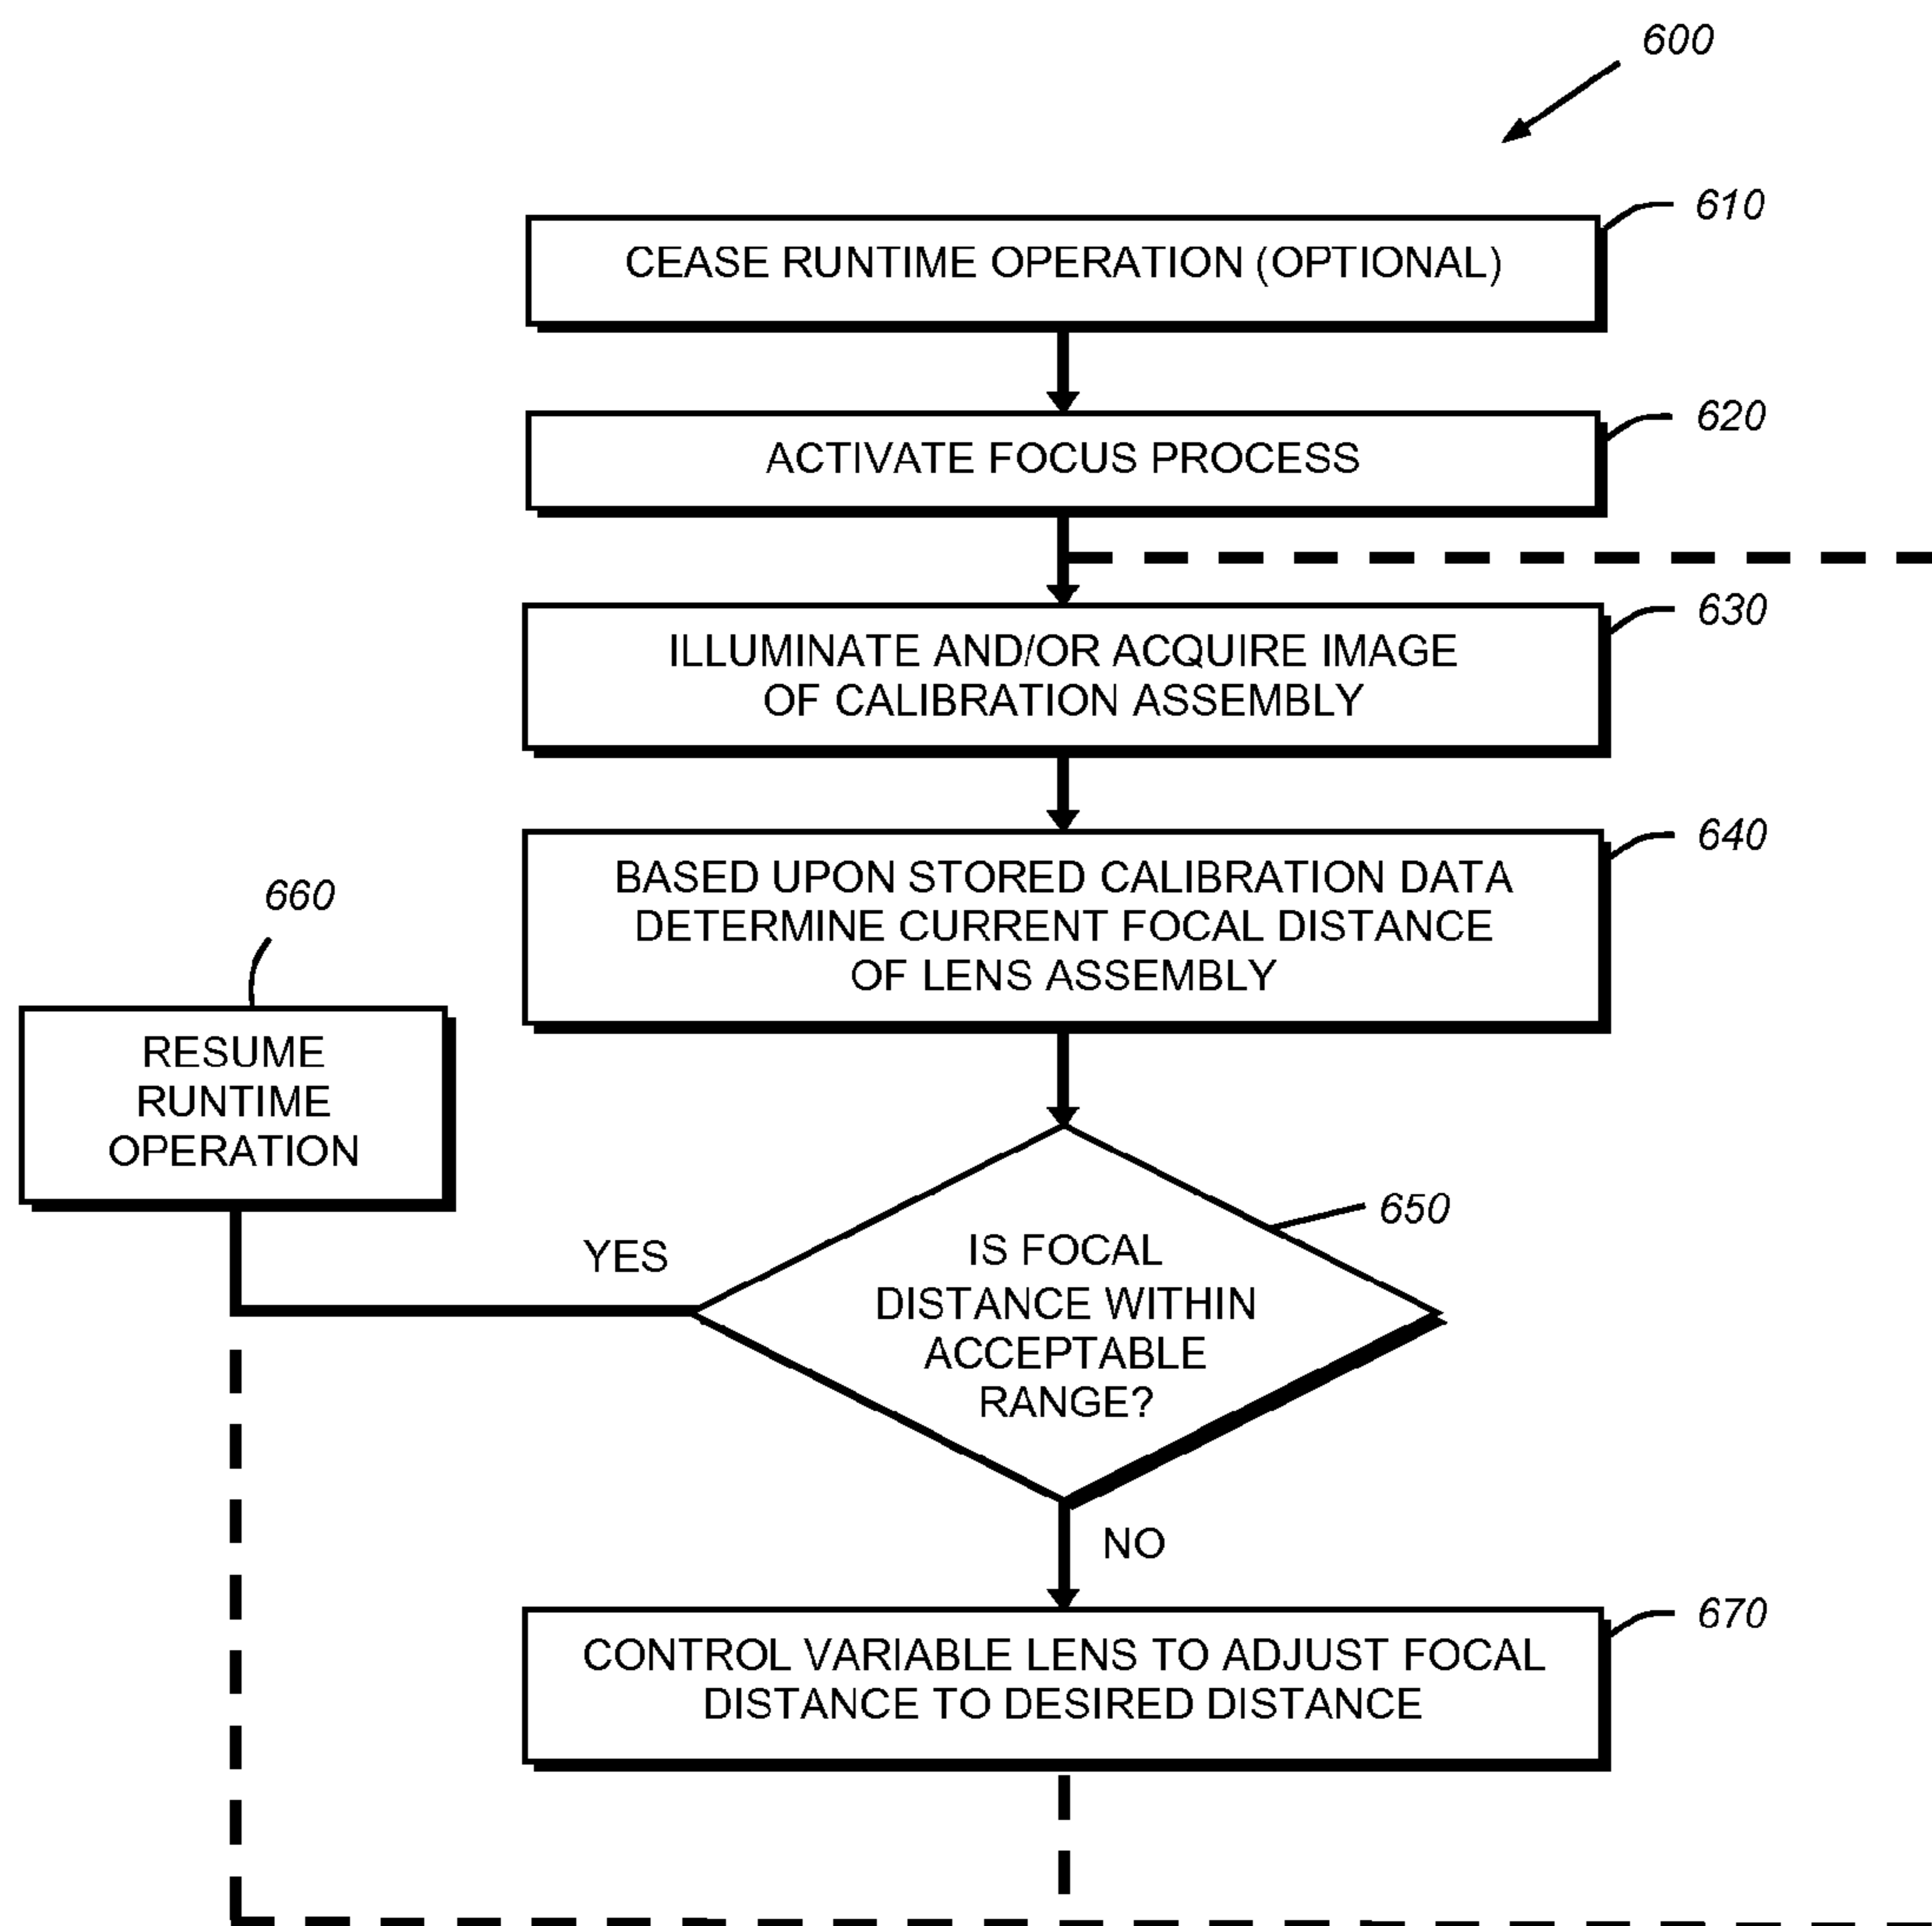 600
610
CEASE RUNTIME OPERATION (OPTIONAL)
620
ACTIVATE FOCUS PROCESS
630
ILLUMINATE AND/OR ACQUIRE IMAGE
OF CALIBRATION ASSEMBLY
640
BASED UPON STORED CALIBRATION DATA
DETERMINE CURRENT FOCAL DISTANCE
OF LENS ASSEMBLY
660
RESUME
RUNTIME
OPERATION
650
YES
IS FOCAL
DISTANCE WITHIN
ACCEPTABLE
RANGE?
NO
670
CONTROL VARIABLE LENS TO ADJUST FOCAL
DISTANCE TO DESIRED DISTANCE